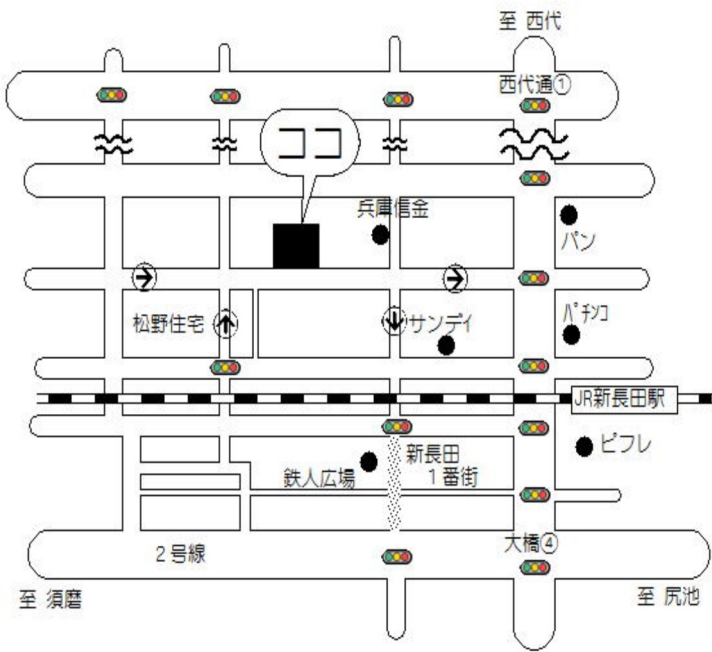 至 西代
西代通①
ココ
兵庫信金
パン
松野住宅
サンデイ
パチンコ
JR新長田駅
鉄人広場
新長田
1番街
ピフレ
2号線
大橋④
至 須磨
至 尻池